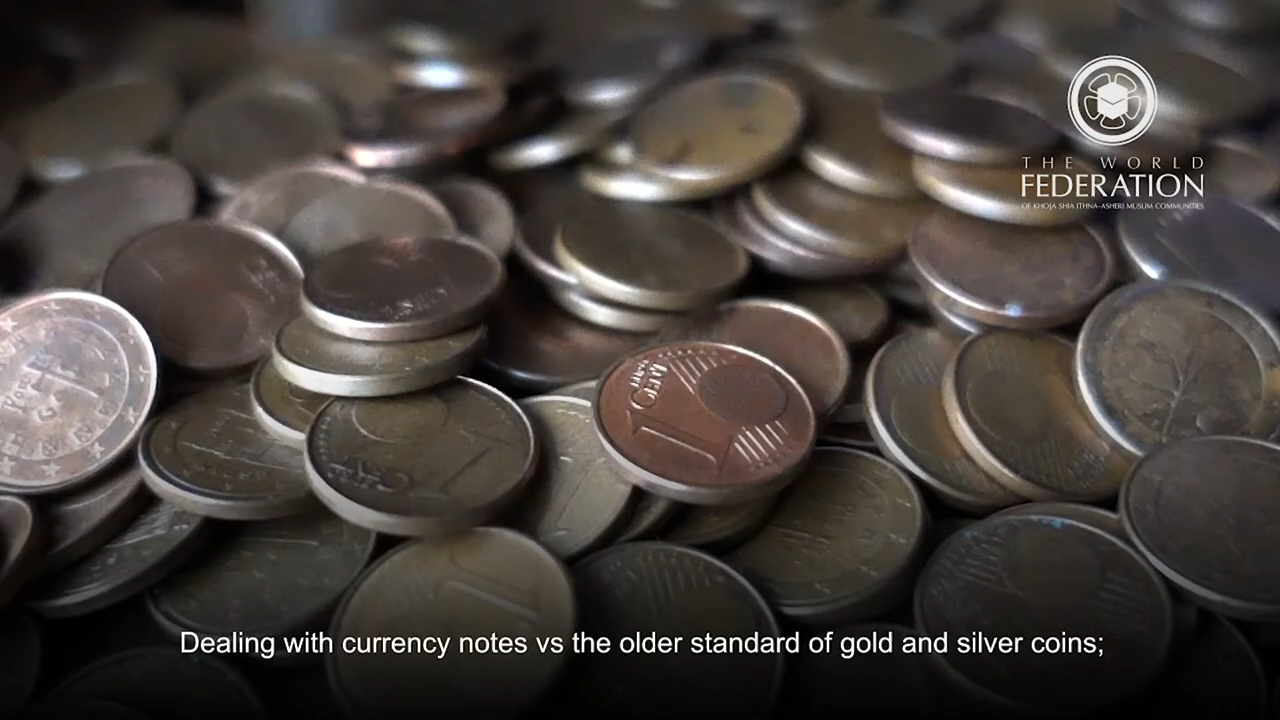 THE WORLD
FEDERATION
OF KHOJA SHIA ITHNA-ASHERI MUSLIM COMMUNITIES
1
EURO
CENT
Dealing with currency notes vs the older standard of gold and silver coins;